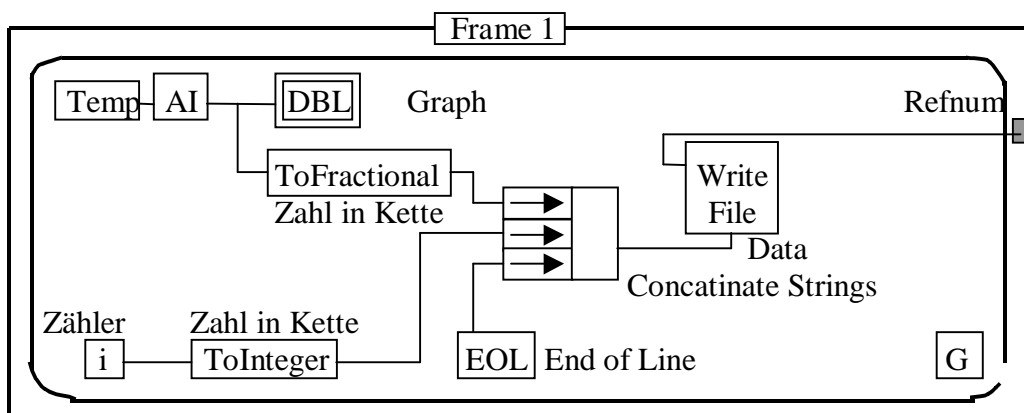 Frame 1
Temp AI DBL Graph Refnum
ToFractional
Zahl in Kette
Write
File
Data
Concatinate Strings
Zähler Zahl in Kette
i ToInteger EOL End of Line G